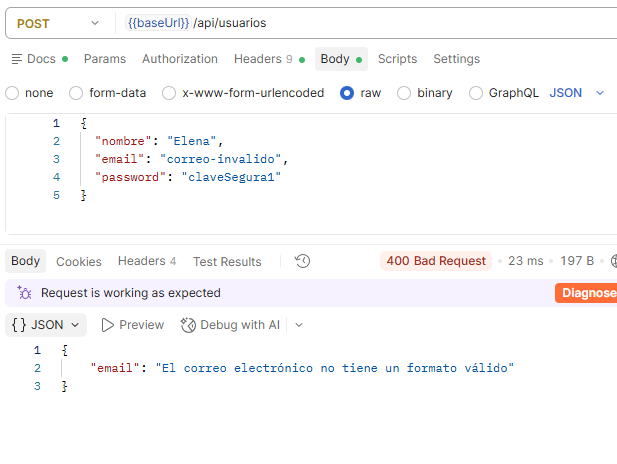 POST {{baseUrl}} /api/usuarios
Docs Params Authorization Headers 9 Body Scripts Settings
none form-data x-www-form-urlencoded raw binary GraphQL JSON
1 {
2 "nombre": "Elena",
3 "email": "correo-invalido",
4 "password": "claveSegura1"
5 }
Body Cookies Headers 4 Test Results 400 Bad Request 23 ms 197 B
Request is working as expected Diagnose
{} JSON Preview Debug with AI
1 {
2 "email": "El correo electrónico no tiene un formato válido"
3 }